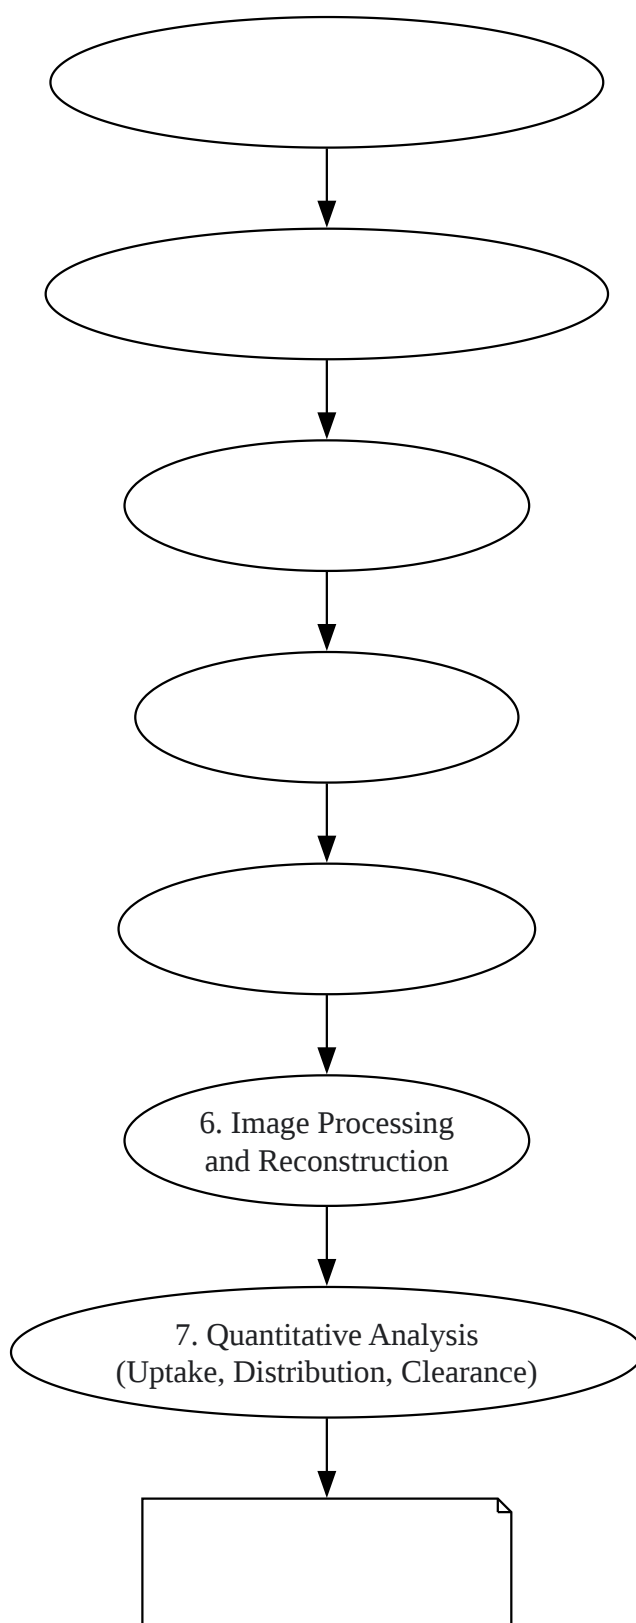 6. Image Processing
and Reconstruction
7. Quantitative Analysis
(Uptake, Distribution, Clearance)